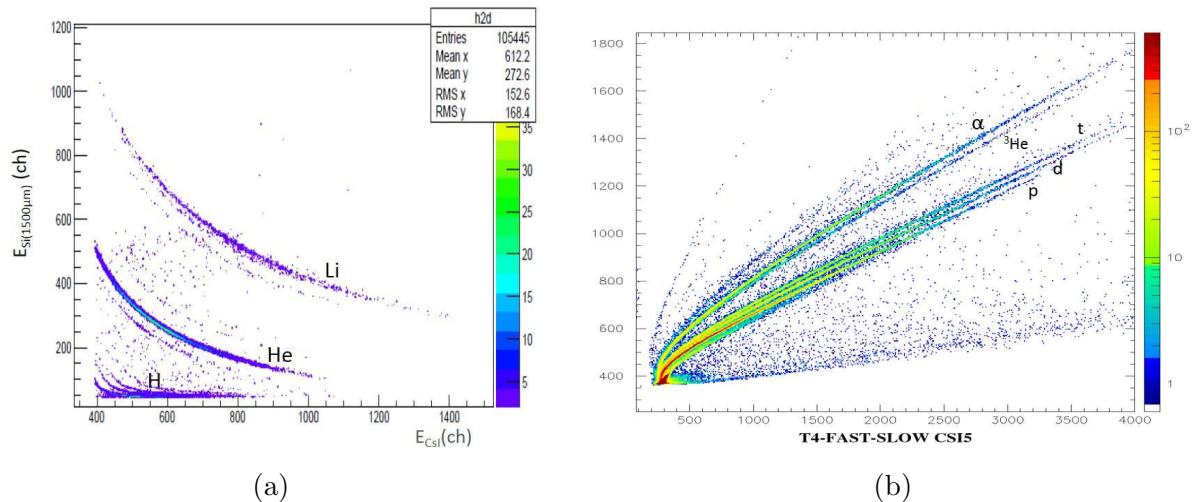 h2d
Entries 105445
Mean x 612.2
Mean y 272.6
RMS x 152.6
RMS y 168.4
1200
1000
800
600
400
200
400 600 800 1000 1200 1400
35
30
25
20
15
10
5
E_Si(1500μm) (ch)
E_CsI(ch)
Li
He
H
(a)
1800
1600
1400
1200
1000
800
600
400
500 1000 1500 2000 2500 3000 3500 4000
10²
10
1
α
³He
t
d
p
T4-FAST-SLOW CSI5
(b)